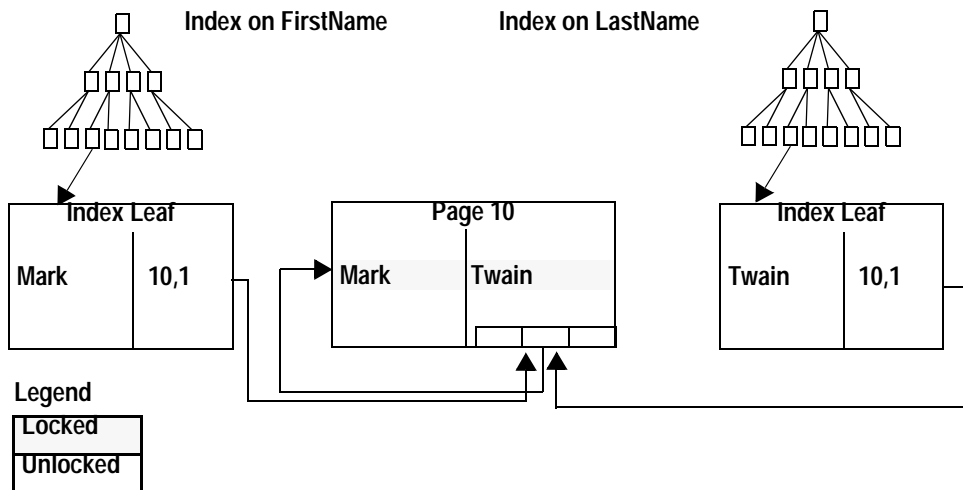 Index on FirstName
Index on LastName
Index Leaf
Mark
10,1
Page 10
Mark
Twain
Index Leaf
Twain
10,1
Legend
Locked
Unlocked